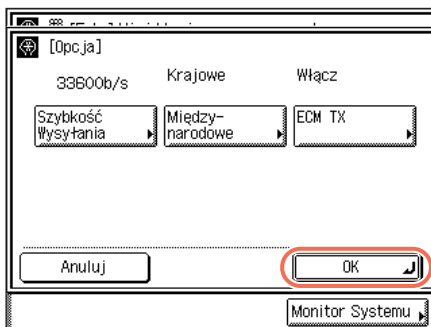 [Opcja]
33600b/s Krajowe Włącz
Szybkość Wysyłania
Między-
narodowe
ECM TX
Anuluj OK
Monitor Systemu